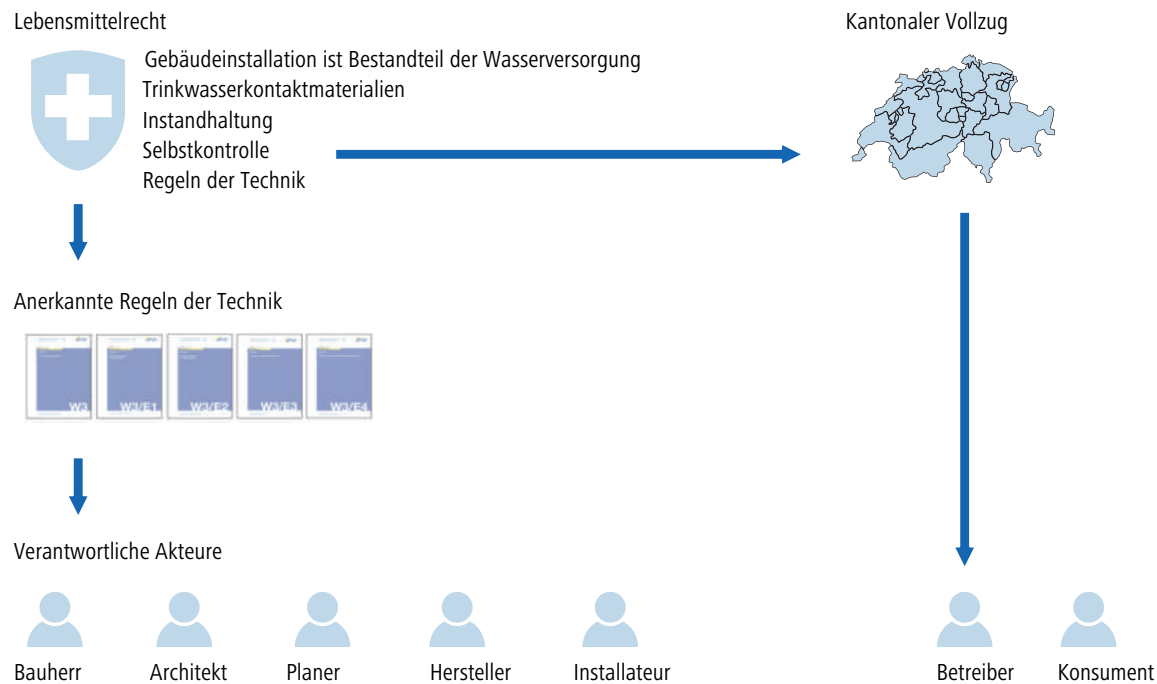 Lebensmittelrecht
Gebäudeinstallation ist Bestandteil der Wasserversorgung
Trinkwasserkontaktmaterialien
Instandhaltung
Selbstkontrolle
Regeln der Technik
Kantonaler Vollzug
Anerkannte Regeln der Technik
W3
W3/E1
W3/E2
W3/E3
W3/E4
Verantwortliche Akteure
Bauherr
Architekt
Planer
Hersteller
Installateur
Betreiber
Konsument